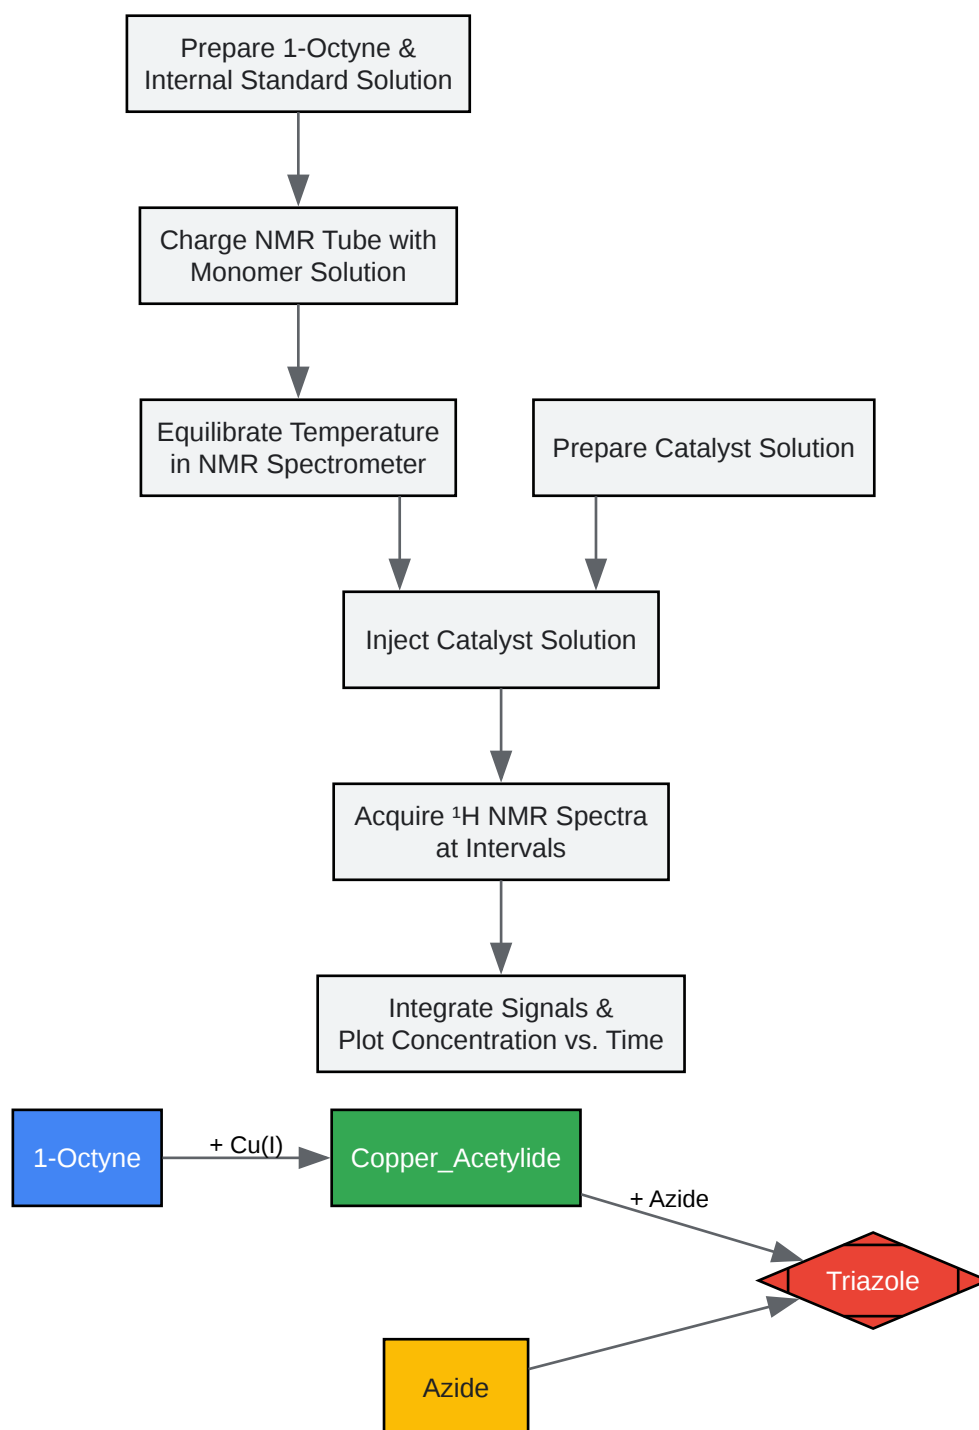 Prepare 1-Octyne &
Internal Standard Solution
Charge NMR Tube with
Monomer Solution
Equilibrate Temperature
in NMR Spectrometer
Prepare Catalyst Solution
Inject Catalyst Solution
Acquire ¹H NMR Spectra
at Intervals
Integrate Signals &
Plot Concentration vs. Time
1-Octyne
+ Cu(I)
Copper_Acetylide
+ Azide
Triazole
Azide